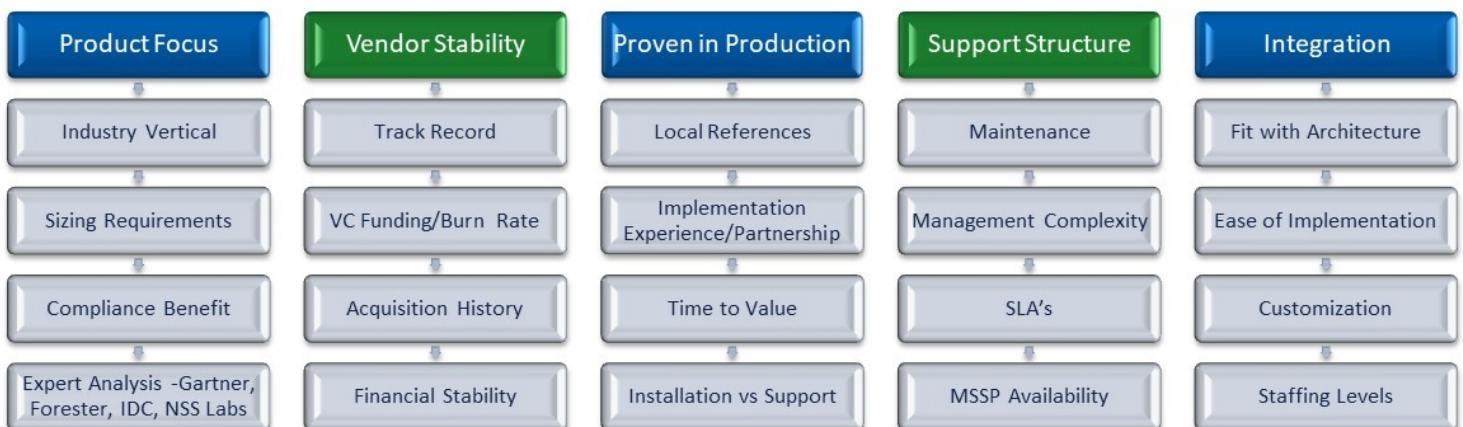 Product Focus
Industry Vertical
Sizing Requirements
Compliance Benefit
Expert Analysis -Gartner,
Forester, IDC, NSS Labs
Vendor Stability
Track Record
VC Funding/Burn Rate
Acquisition History
Financial Stability
Proven in Production
Local References
Implementation
Experience/Partnership
Time to Value
Installation vs Support
Support Structure
Maintenance
Management Complexity
SLA's
MSSP Availability
Integration
Fit with Architecture
Ease of Implementation
Customization
Staffing Levels